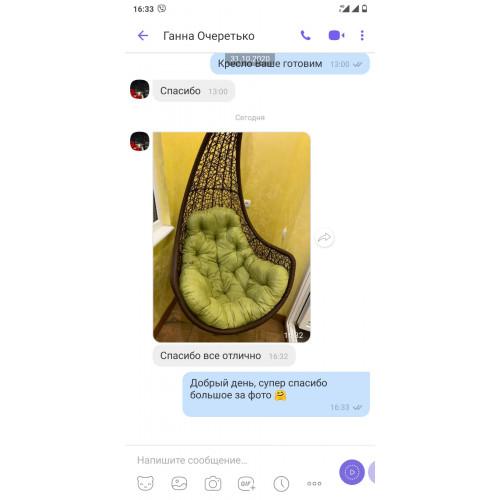 16:33
Ганна Очеретько
31.10.2020
Кресло Ваше готовим 13:00
Спасибо 13:00
Сегодня
16:32
Спасибо все отлично 16:32
Добрый день, супер спасибо
большое за фото 🤗
16:33
Напишите сообщение...
GIF